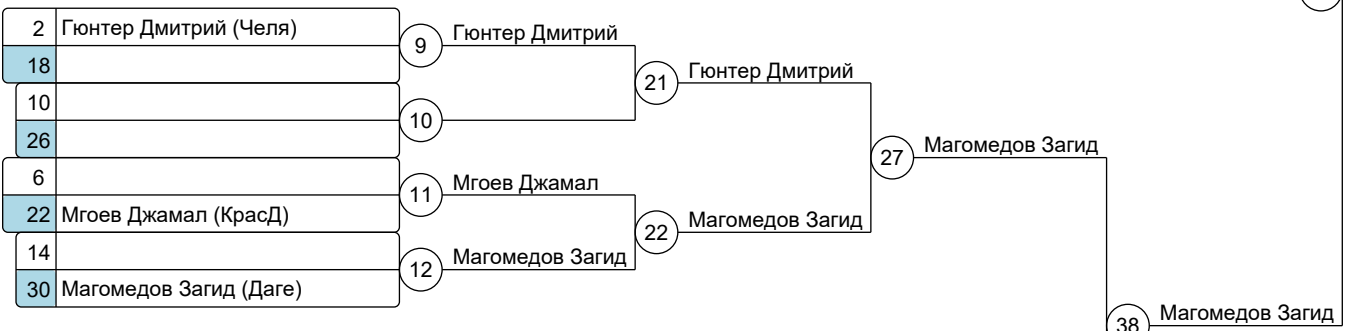 2 Гюнтер Дмитрий (Челя)
9 Гюнтер Дмитрий
18
21 Гюнтер Дмитрий
10
10
26
27 Магомедов Загид
6
11 Мгоев Джамал
22 Мгоев Джамал (КрасД)
22 Магомедов Загид
14
12 Магомедов Загид
30 Магомедов Загид (Даге)
38 Магомедов Загид